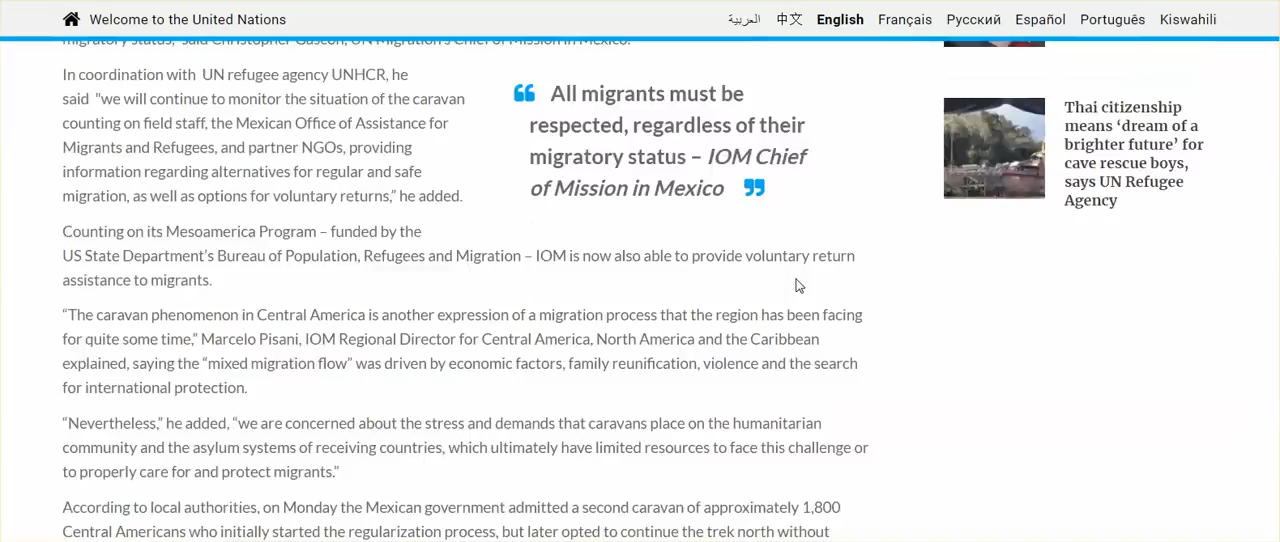 Welcome to the United Nations
العربية 中文 English Français Русский Español Português Kiswahili
migratory status,” said Christopher Gascon, UN Migration’s Chief of Mission in Mexico.
In coordination with UN refugee agency UNHCR, he
said "we will continue to monitor the situation of the caravan
counting on field staff, the Mexican Office of Assistance for
Migrants and Refugees, and partner NGOs, providing
information regarding alternatives for regular and safe
migration, as well as options for voluntary returns,” he added.
“ All migrants must be
respected, regardless of their
migratory status – IOM Chief
of Mission in Mexico ”
Counting on its Mesoamerica Program – funded by the
US State Department’s Bureau of Population, Refugees and Migration – IOM is now also able to provide voluntary return
assistance to migrants.
“The caravan phenomenon in Central America is another expression of a migration process that the region has been facing
for quite some time,” Marcelo Pisani, IOM Regional Director for Central America, North America and the Caribbean
explained, saying the “mixed migration flow” was driven by economic factors, family reunification, violence and the search
for international protection.
“Nevertheless,” he added, “we are concerned about the stress and demands that caravans place on the humanitarian
community and the asylum systems of receiving countries, which ultimately have limited resources to face this challenge or
to properly care for and protect migrants.”
According to local authorities, on Monday the Mexican government admitted a second caravan of approximately 1,800
Central Americans who initially started the regularization process, but later opted to continue the trek north without
Thai citizenship
means ‘dream of a
brighter future’ for
cave rescue boys,
says UN Refugee
Agency